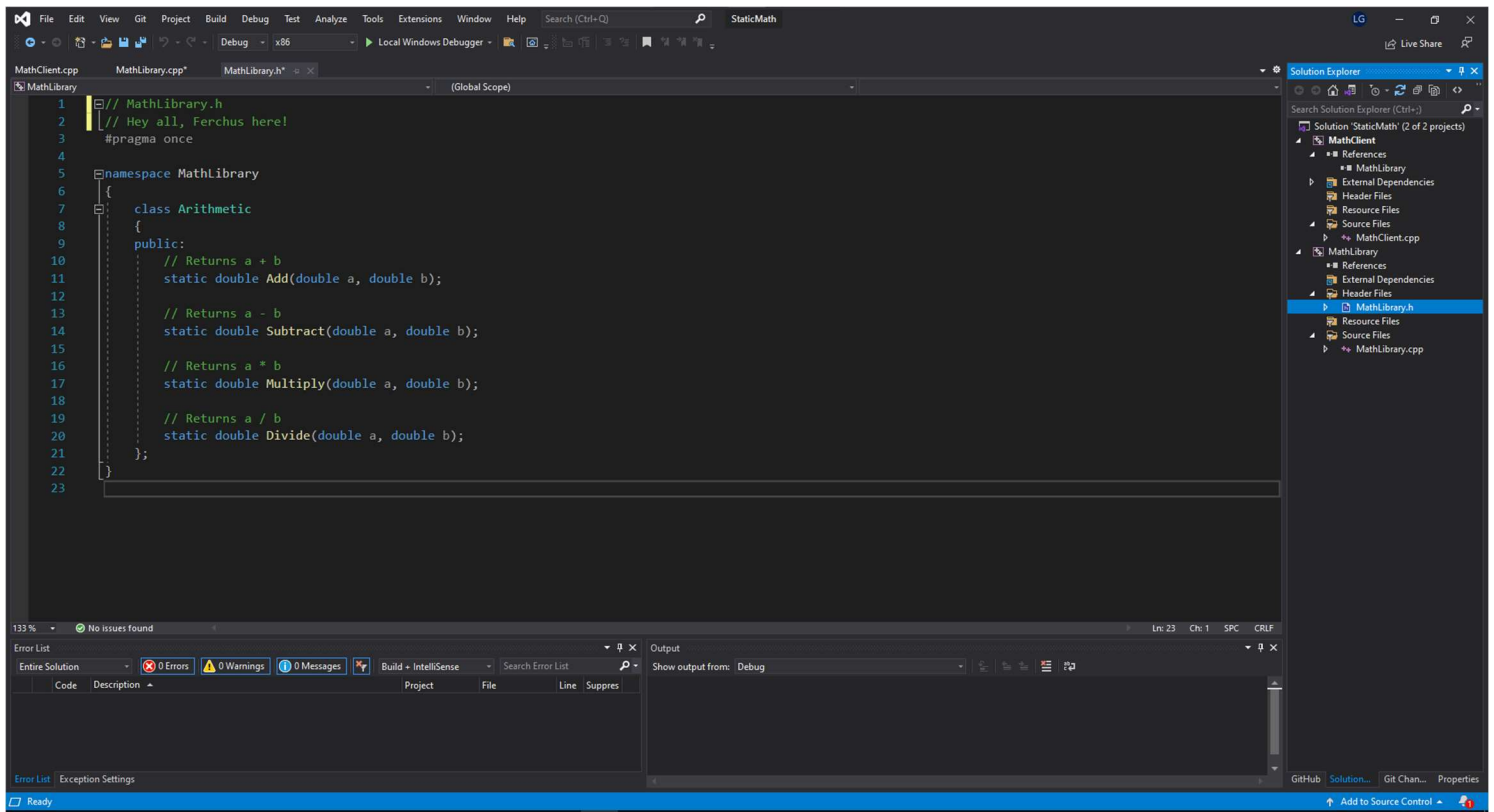 File Edit View Git Project Build Debug Test Analyze Tools Extensions Window Help Search (Ctrl+Q) StaticMath LG
Debug x86 Local Windows Debugger Live Share
MathClient.cpp MathLibrary.cpp* MathLibrary.h*
MathLibrary (Global Scope)
1 // MathLibrary.h
2 // Hey all, Ferchus here!
3 #pragma once
4
5 namespace MathLibrary
6 {
7 class Arithmetic
8 {
9 public:
10 // Returns a + b
11 static double Add(double a, double b);
12
13 // Returns a - b
14 static double Subtract(double a, double b);
15
16 // Returns a * b
17 static double Multiply(double a, double b);
18
19 // Returns a / b
20 static double Divide(double a, double b);
21 };
22 }
23
133 % No issues found Ln: 23 Ch: 1 SPC CRLF
Error List
Entire Solution 0 Errors 0 Warnings 0 Messages Build + IntelliSense Search Error List
Code Description Project File Line Suppres
Error List Exception Settings
Output
Show output from: Debug
Solution Explorer
Search Solution Explorer (Ctrl+;)
Solution 'StaticMath' (2 of 2 projects)
MathClient
References
MathLibrary
External Dependencies
Header Files
Resource Files
Source Files
MathClient.cpp
MathLibrary
References
External Dependencies
Header Files
MathLibrary.h
Resource Files
Source Files
MathLibrary.cpp
GitHub Solution... Git Chan... Properties
Ready Add to Source Control 1